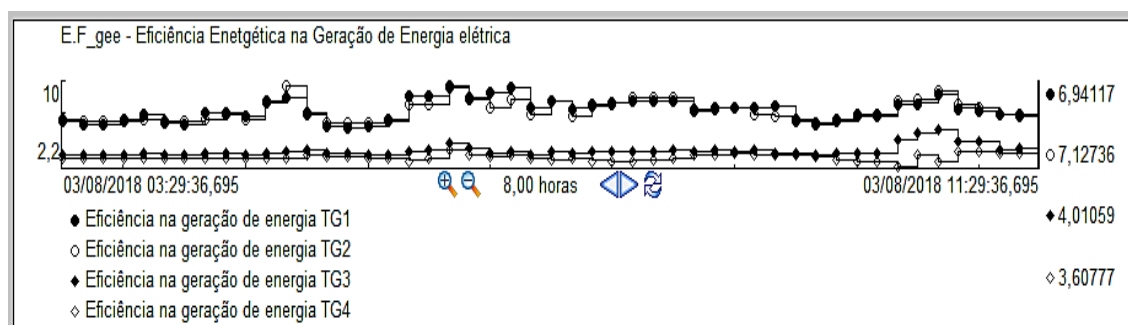 E.F_gee - Eficiência Enetgética na Geração de Energia elétrica
10
2,2
6,94117
7,12736
4,01059
3,60777
03/08/2018 03:29:36,695 8,00 horas 03/08/2018 11:29:36,695
Eficiência na geração de energia TG1
Eficiência na geração de energia TG2
Eficiência na geração de energia TG3
Eficiência na geração de energia TG4